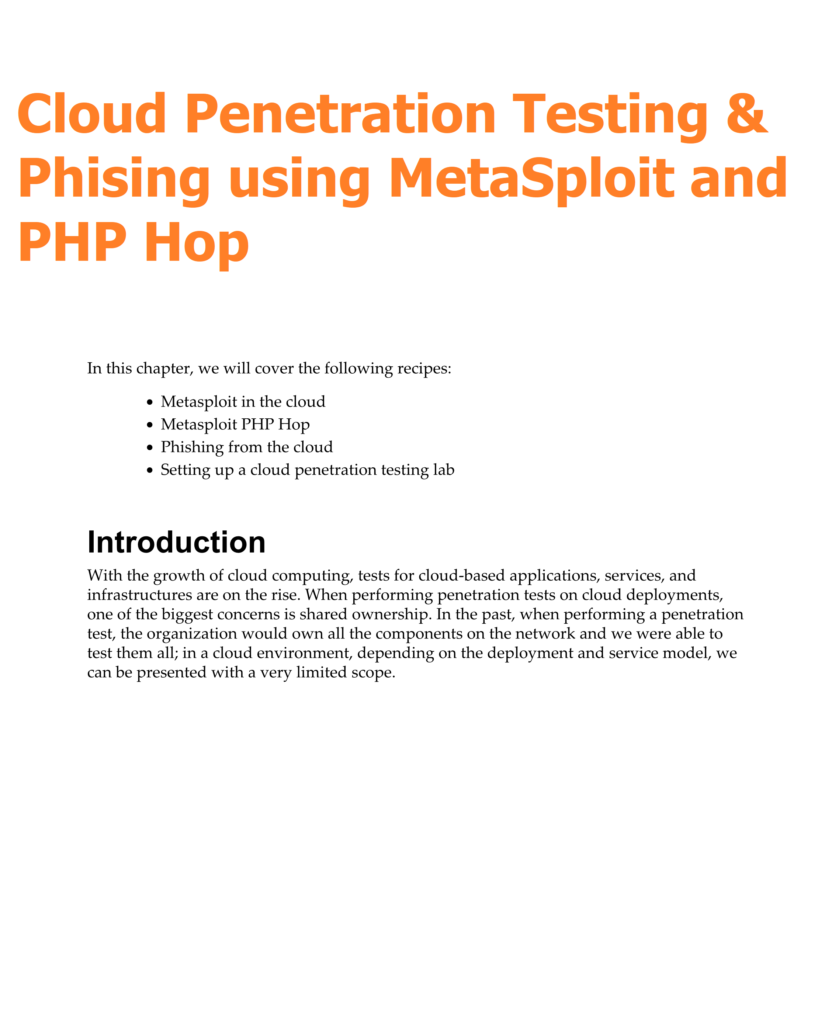 Cloud Penetration Testing &
Phising using MetaSploit and
PHP Hop
In this chapter, we will cover the following recipes:
• Metasploit in the cloud
• Metasploit PHP Hop
• Phishing from the cloud
• Setting up a cloud penetration testing lab
Introduction
With the growth of cloud computing, tests for cloud-based applications, services, and
infrastructures are on the rise. When performing penetration tests on cloud deployments,
one of the biggest concerns is shared ownership. In the past, when performing a penetration
test, the organization would own all the components on the network and we were able to
test them all; in a cloud environment, depending on the deployment and service model, we
can be presented with a very limited scope.